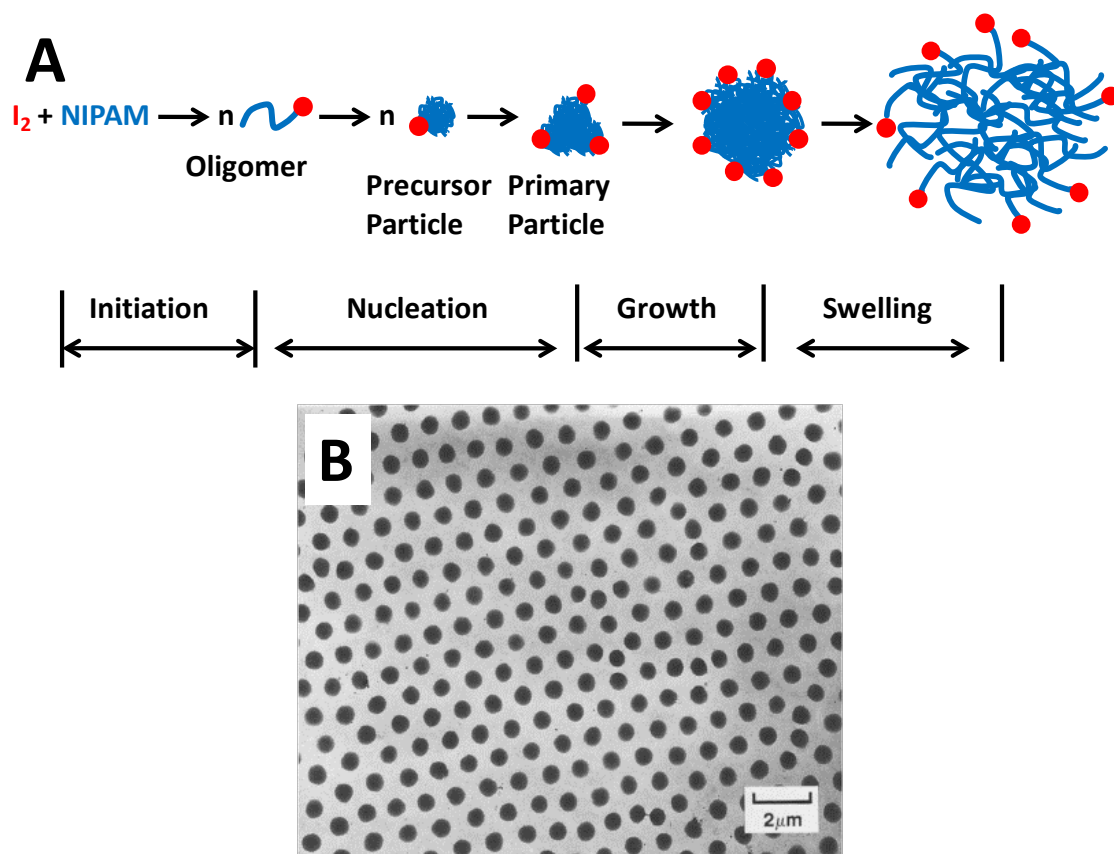 A
I₂ + NIPAM
n
n
Oligomer
Precursor Particle
Primary Particle
Initiation
Nucleation
Growth
Swelling
B
2μm